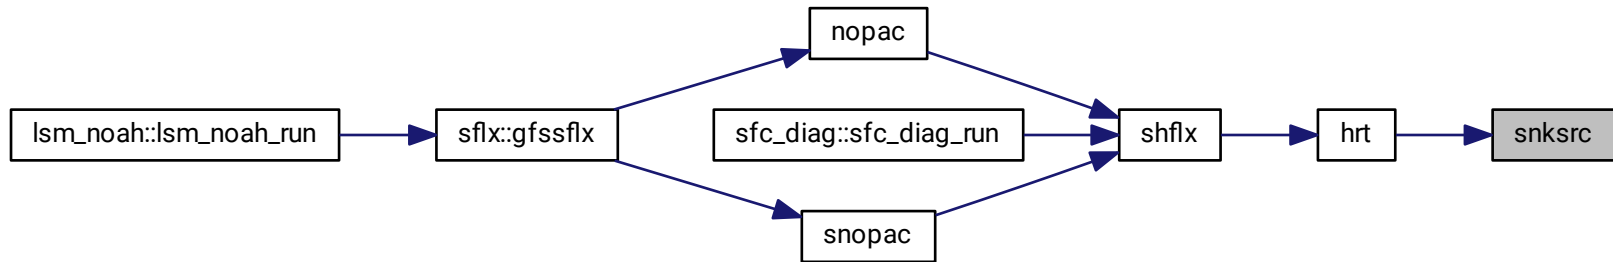 nopac
lsm_noah::lsm_noah_run
sflx::gfssflx
sfc_diag::sfc_diag_run
shflx
hrt
snksrc
snopac